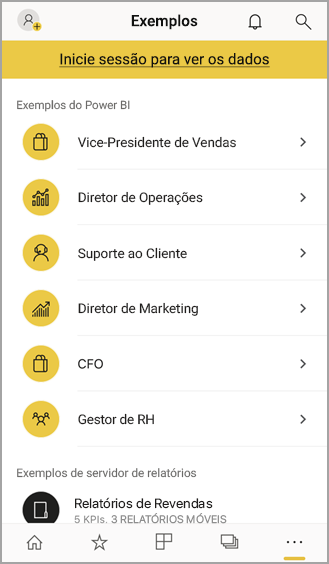 Exemplos
Inicie sessão para ver os dados
Exemplos do Power BI
Vice-Presidente de Vendas
Diretor de Operações
Suporte ao Cliente
Diretor de Marketing
CFO
Gestor de RH
Exemplos de servidor de relatórios
Relatórios de Revendas
5 KPIs. 3 RELATÓRIOS MÓVEIS